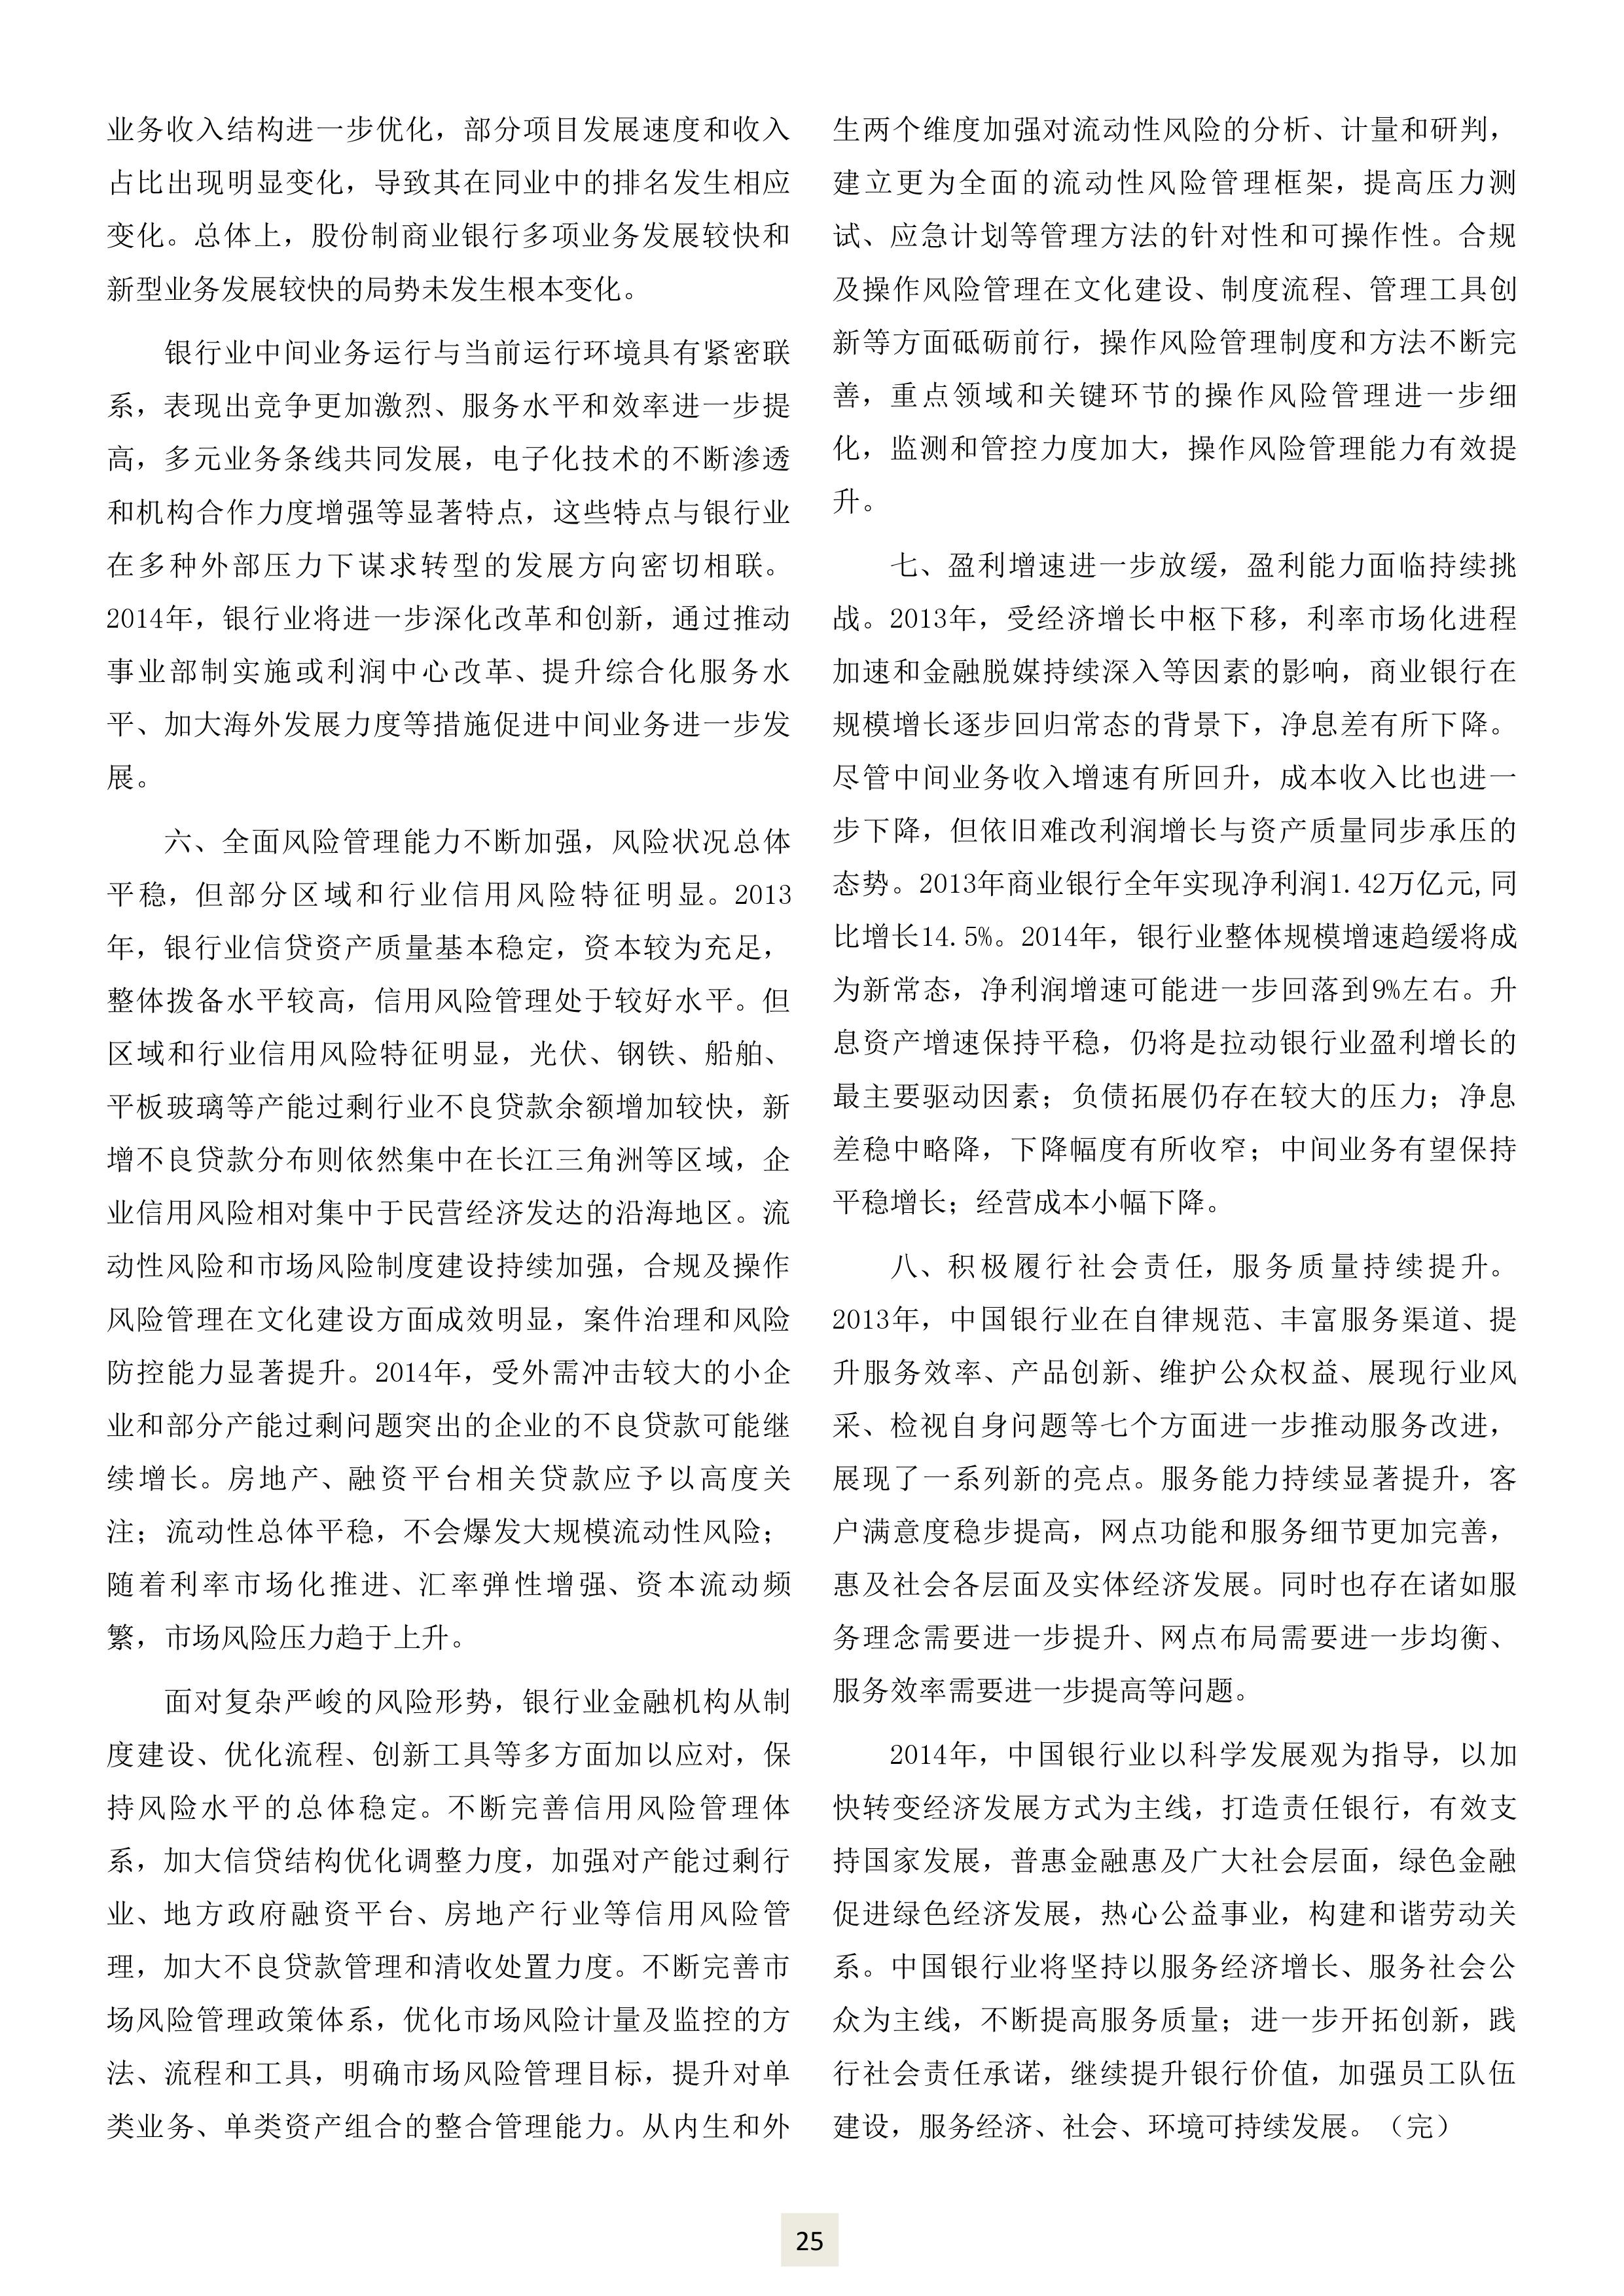 业务收入结构进一步优化，部分项目发展速度和收入
占比出现明显变化，导致其在同业中的排名发生相应
变化。总体上，股份制商业银行多项业务发展较快和
新型业务发展较快的局势未发生根本变化。
银行业中间业务运行与当前运行环境具有紧密联
系，表现出竞争更加激烈、服务水平和效率进一步提
高，多元业务条线共同发展，电子化技术的不断渗透
和机构合作力度增强等显著特点，这些特点与银行业
在多种外部压力下谋求转型的发展方向密切相联。
2014年，银行业将进一步深化改革和创新，通过推动
事业部制实施或利润中心改革、提升综合化服务水
平、加大海外发展力度等措施促进中间业务进一步发
展。
六、全面风险管理能力不断加强，风险状况总体
平稳，但部分区域和行业信用风险特征明显。2013
年，银行业信贷资产质量基本稳定，资本较为充足，
整体拨备水平较高，信用风险管理处于较好水平。但
区域和行业信用风险特征明显，光伏、钢铁、船舶、
平板玻璃等产能过剩行业不良贷款余额增加较快，新
增不良贷款分布则依然集中在长江三角洲等区域，企
业信用风险相对集中于民营经济发达的沿海地区。流
动性风险和市场风险制度建设持续加强，合规及操作
风险管理在文化建设方面成效明显，案件治理和风险
防控能力显著提升。2014年，受外需冲击较大的小企
业和部分产能过剩问题突出的企业的不良贷款可能继
续增长。房地产、融资平台相关贷款应予以高度关
注；流动性总体平稳，不会爆发大规模流动性风险；
随着利率市场化推进、汇率弹性增强、资本流动频
繁，市场风险压力趋于上升。
面对复杂严峻的风险形势，银行业金融机构从制
度建设、优化流程、创新工具等多方面加以应对，保
持风险水平的总体稳定。不断完善信用风险管理体
系，加大信贷结构优化调整力度，加强对产能过剩行
业、地方政府融资平台、房地产行业等信用风险管
理，加大不良贷款管理和清收处置力度。不断完善市
场风险管理政策体系，优化市场风险计量及监控的方
法、流程和工具，明确市场风险管理目标，提升对单
类业务、单类资产组合的整合管理能力。从内生和外
生两个维度加强对流动性风险的分析、计量和研判，
建立更为全面的流动性风险管理框架，提高压力测
试、应急计划等管理方法的针对性和可操作性。合规
及操作风险管理在文化建设、制度流程、管理工具创
新等方面砥砺前行，操作风险管理制度和方法不断完
善，重点领域和关键环节的操作风险管理进一步细
化，监测和管控力度加大，操作风险管理能力有效提
升。
七、盈利增速进一步放缓，盈利能力面临持续挑
战。2013年，受经济增长中枢下移，利率市场化进程
加速和金融脱媒持续深入等因素的影响，商业银行在
规模增长逐步回归常态的背景下，净息差有所下降。
尽管中间业务收入增速有所回升，成本收入比也进一
步下降，但依旧难改利润增长与资产质量同步承压的
态势。2013年商业银行全年实现净利润1.42万亿元,同
比增长14.5%。2014年，银行业整体规模增速趋缓将成
为新常态，净利润增速可能进一步回落到9%左右。升
息资产增速保持平稳，仍将是拉动银行业盈利增长的
最主要驱动因素；负债拓展仍存在较大的压力；净息
差稳中略降，下降幅度有所收窄；中间业务有望保持
平稳增长；经营成本小幅下降。
八、积极履行社会责任，服务质量持续提升。
2013年，中国银行业在自律规范、丰富服务渠道、提
升服务效率、产品创新、维护公众权益、展现行业风
采、检视自身问题等七个方面进一步推动服务改进，
展现了一系列新的亮点。服务能力持续显著提升，客
户满意度稳步提高，网点功能和服务细节更加完善，
惠及社会各层面及实体经济发展。同时也存在诸如服
务理念需要进一步提升、网点布局需要进一步均衡、
服务效率需要进一步提高等问题。
2014年，中国银行业以科学发展观为指导，以加
快转变经济发展方式为主线，打造责任银行，有效支
持国家发展，普惠金融惠及广大社会层面，绿色金融
促进绿色经济发展，热心公益事业，构建和谐劳动关
系。中国银行业将坚持以服务经济增长、服务社会公
众为主线，不断提高服务质量；进一步开拓创新，践
行社会责任承诺，继续提升银行价值，加强员工队伍
建设，服务经济、社会、环境可持续发展。（完）
25